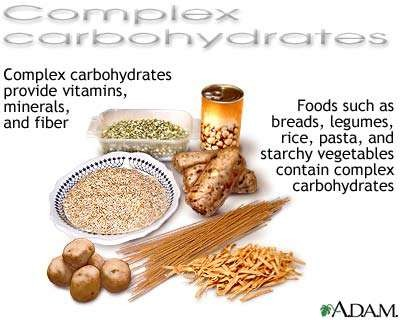 Complex
carbohydrates
Complex carbohydrates
provide vitamins,
minerals,
and fiber
Foods such as
breads, legumes,
rice, pasta, and
starchy vegetables
contain complex
carbohydrates
ADAM.